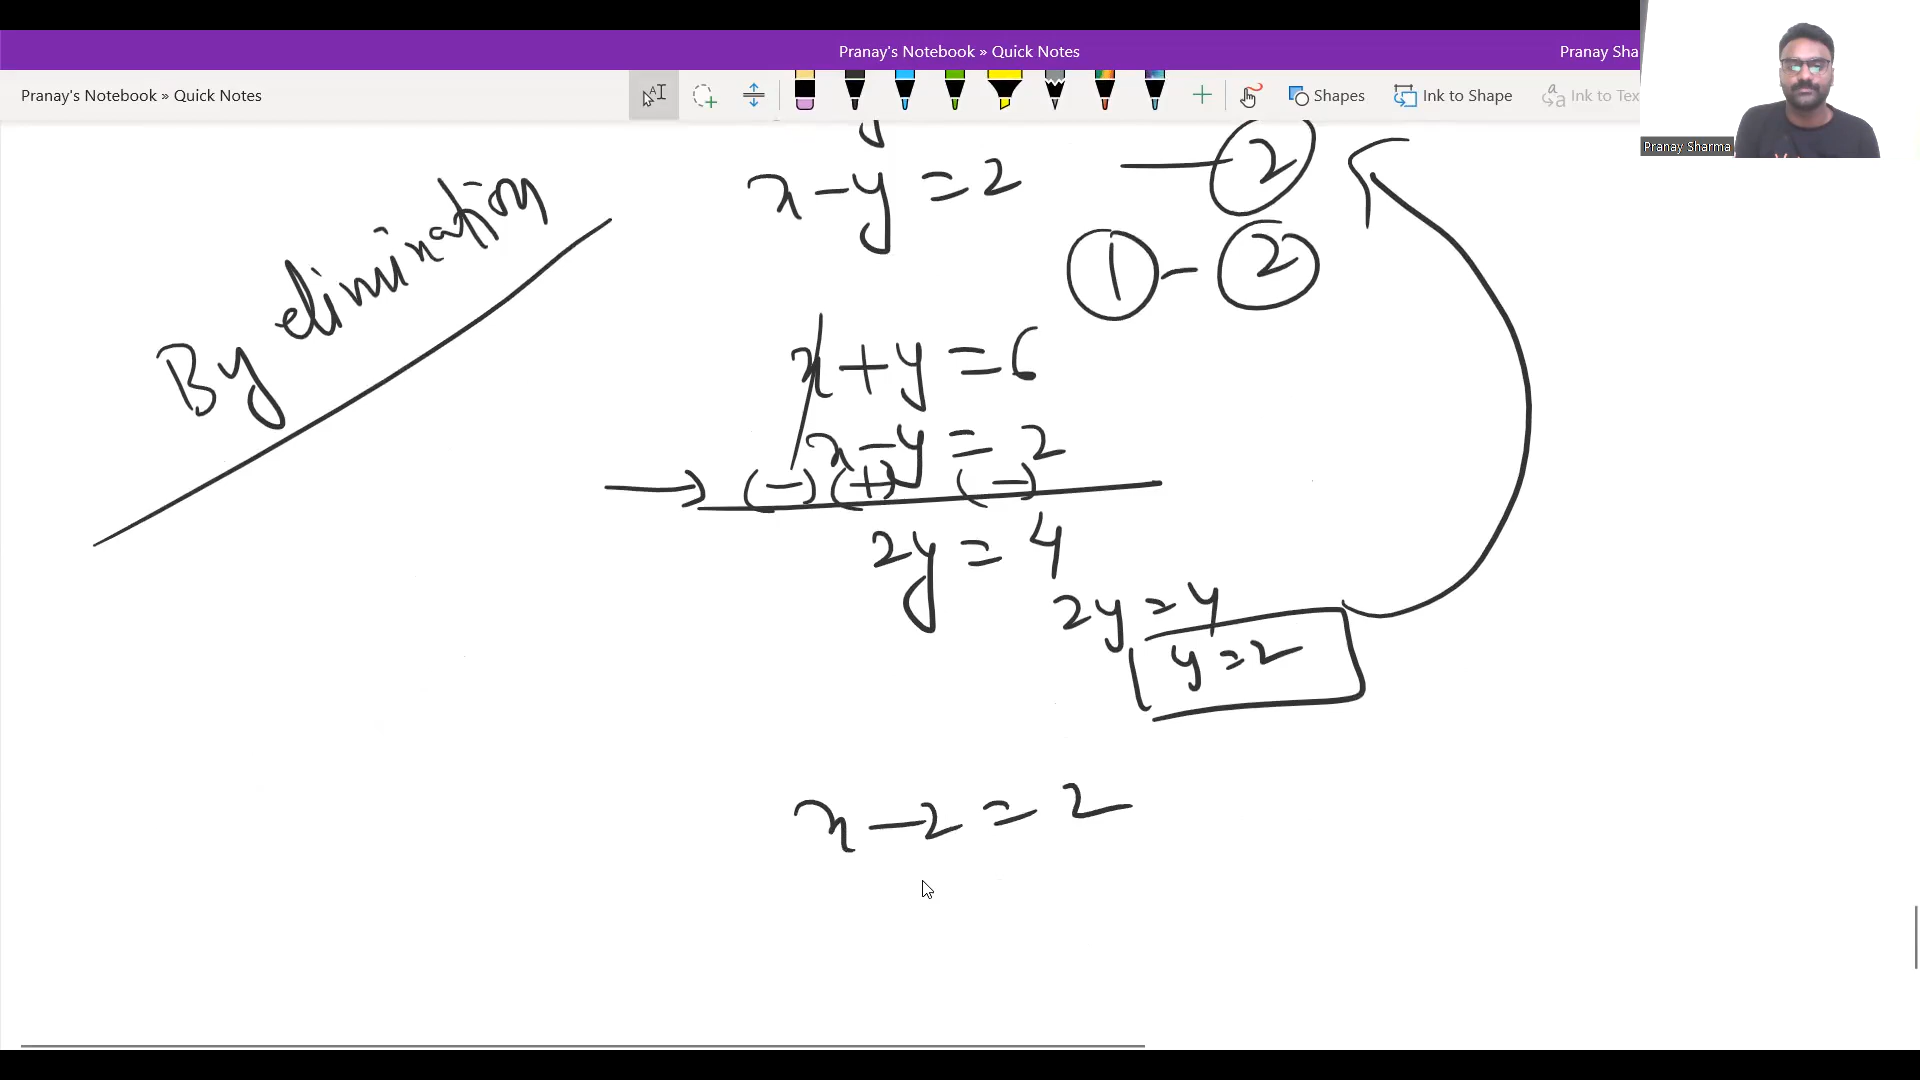 Pranay's Notebook » Quick Notes
Pranay Sha
Pranay's Notebook » Quick Notes
Shapes
Ink to Shape
Ink to Tex
Pranay Sharma
x-y=2 — 2
1 - 2
By elimination
x+y=6
x-y=2
→ (-) (+) (-)
2y=4
2y=4
y=2
x-2=2